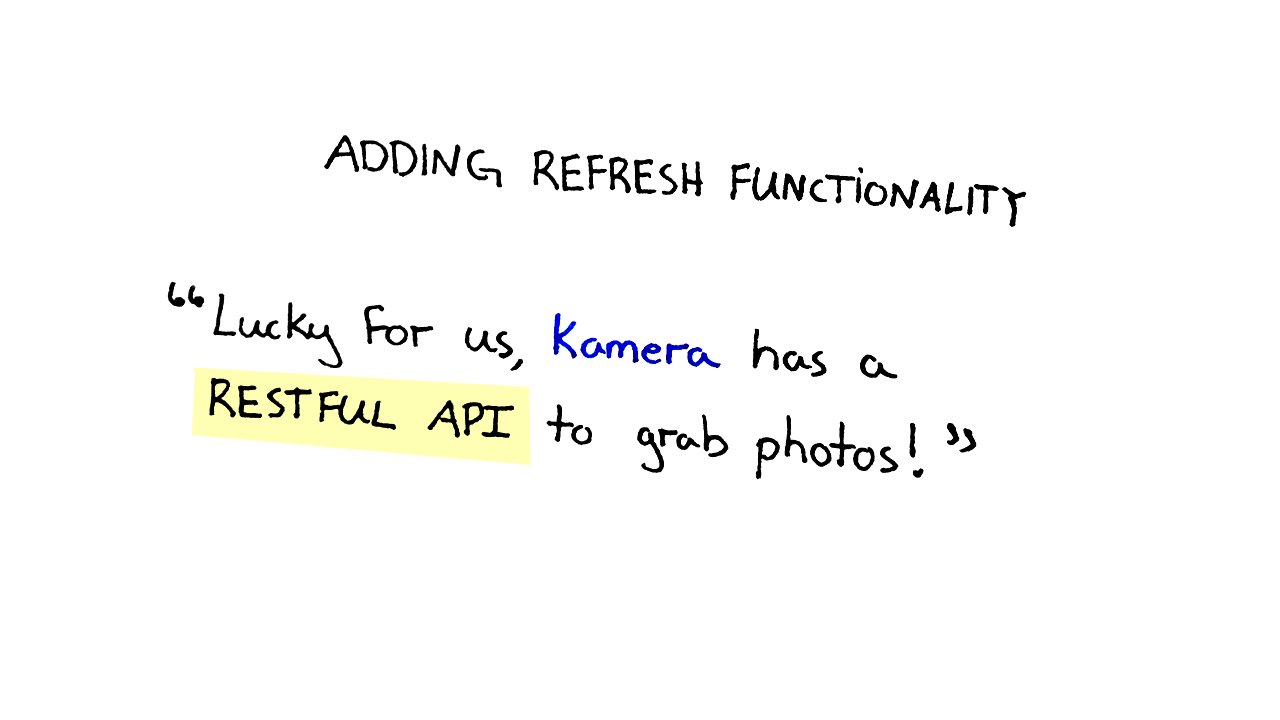 ADDING REFRESH FUNCTIONALITY
“Lucky for us, Kamera has a
RESTFUL API to grab photos!”